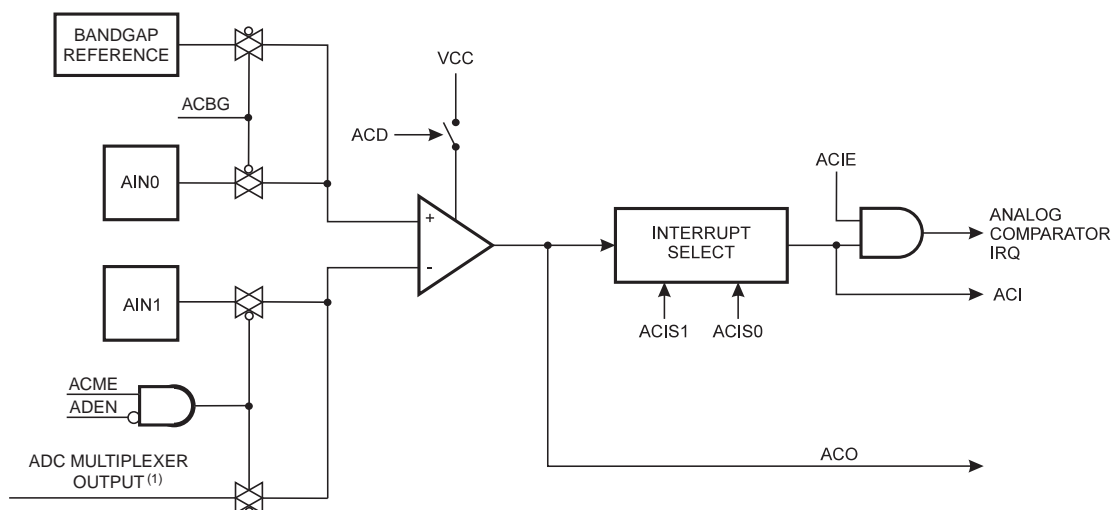 BANDGAP
REFERENCE
VCC
ACBG
ACD
ACIE
AIN0
+
INTERRUPT
SELECT
ANALOG
COMPARATOR
IRQ
-
AIN1
ACI
ACIS1
ACIS0
ACME
ADEN
ADC MULTIPLEXER
OUTPUT (1)
ACO